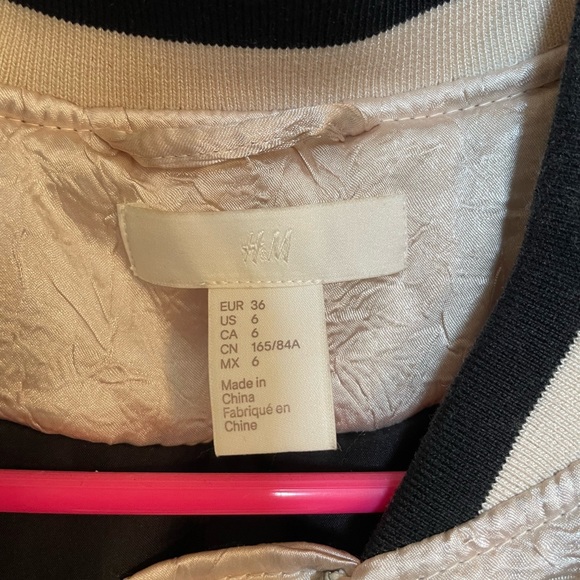 H&M
EUR 36
US 6
CA 6
CN 165/84A
MX 6
Made in
China
Fabriqué en
Chine